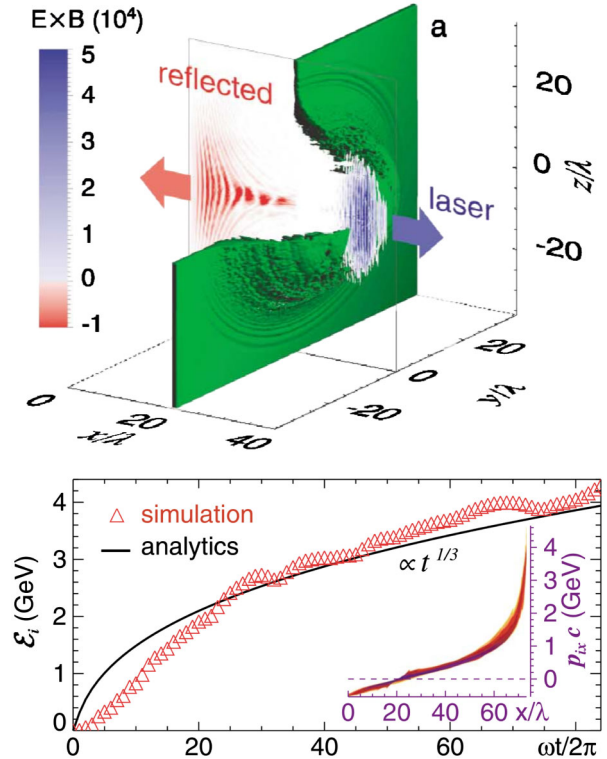 E×B (10⁴)
5
4
3
2
1
0
-1
a
reflected
laser
20
0
-20
z/λ
20
0
-20
y/λ
0
20
40
x/λ
simulation
analytics
∝ t 1/3
ℰi (GeV)
4
3
2
1
0
0 20 40 60 ωt/2π
pix c (GeV)
4
3
2
1
0
0 20 40 60 x/λ